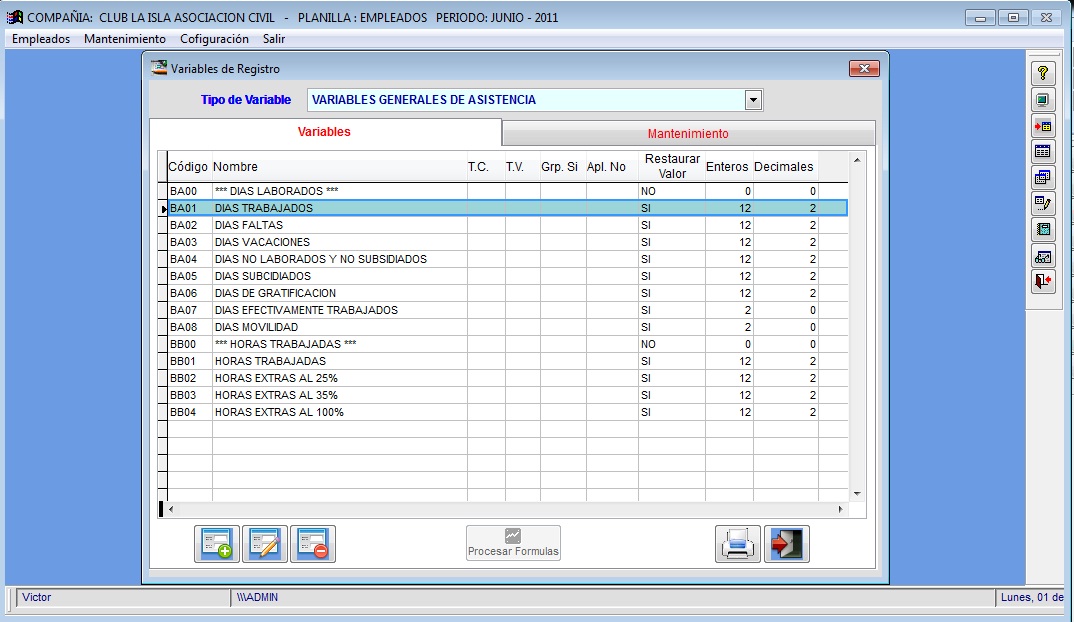 COMPAÑIA: CLUB LA ISLA ASOCIACION CIVIL - PLANILLA : EMPLEADOS PERIODO: JUNIO - 2011
Empleados Mantenimiento Cofiguración Salir
Variables de Registro
Tipo de Variable VARIABLES GENERALES DE ASISTENCIA
Variables Mantenimiento
Código Nombre T.C. T.V. Grp. Si Apl. No Restaurar Valor Enteros Decimales
BA00 *** DIAS LABORADOS *** NO 0 0
BA01 DIAS TRABAJADOS SI 12 2
BA02 DIAS FALTAS SI 12 2
BA03 DIAS VACACIONES SI 12 2
BA04 DIAS NO LABORADOS Y NO SUBSIDIADOS SI 12 2
BA05 DIAS SUBCIDIADOS SI 12 2
BA06 DIAS DE GRATIFICACION SI 12 2
BA07 DIAS EFECTIVAMENTE TRABAJADOS SI 2 0
BA08 DIAS MOVILIDAD SI 2 0
BB00 *** HORAS TRABAJADAS *** NO 0 0
BB01 HORAS TRABAJADAS SI 12 2
BB02 HORAS EXTRAS AL 25% SI 12 2
BB03 HORAS EXTRAS AL 35% SI 12 2
BB04 HORAS EXTRAS AL 100% SI 12 2
Procesar Formulas
Victor \\\ADMIN Lunes, 01 de